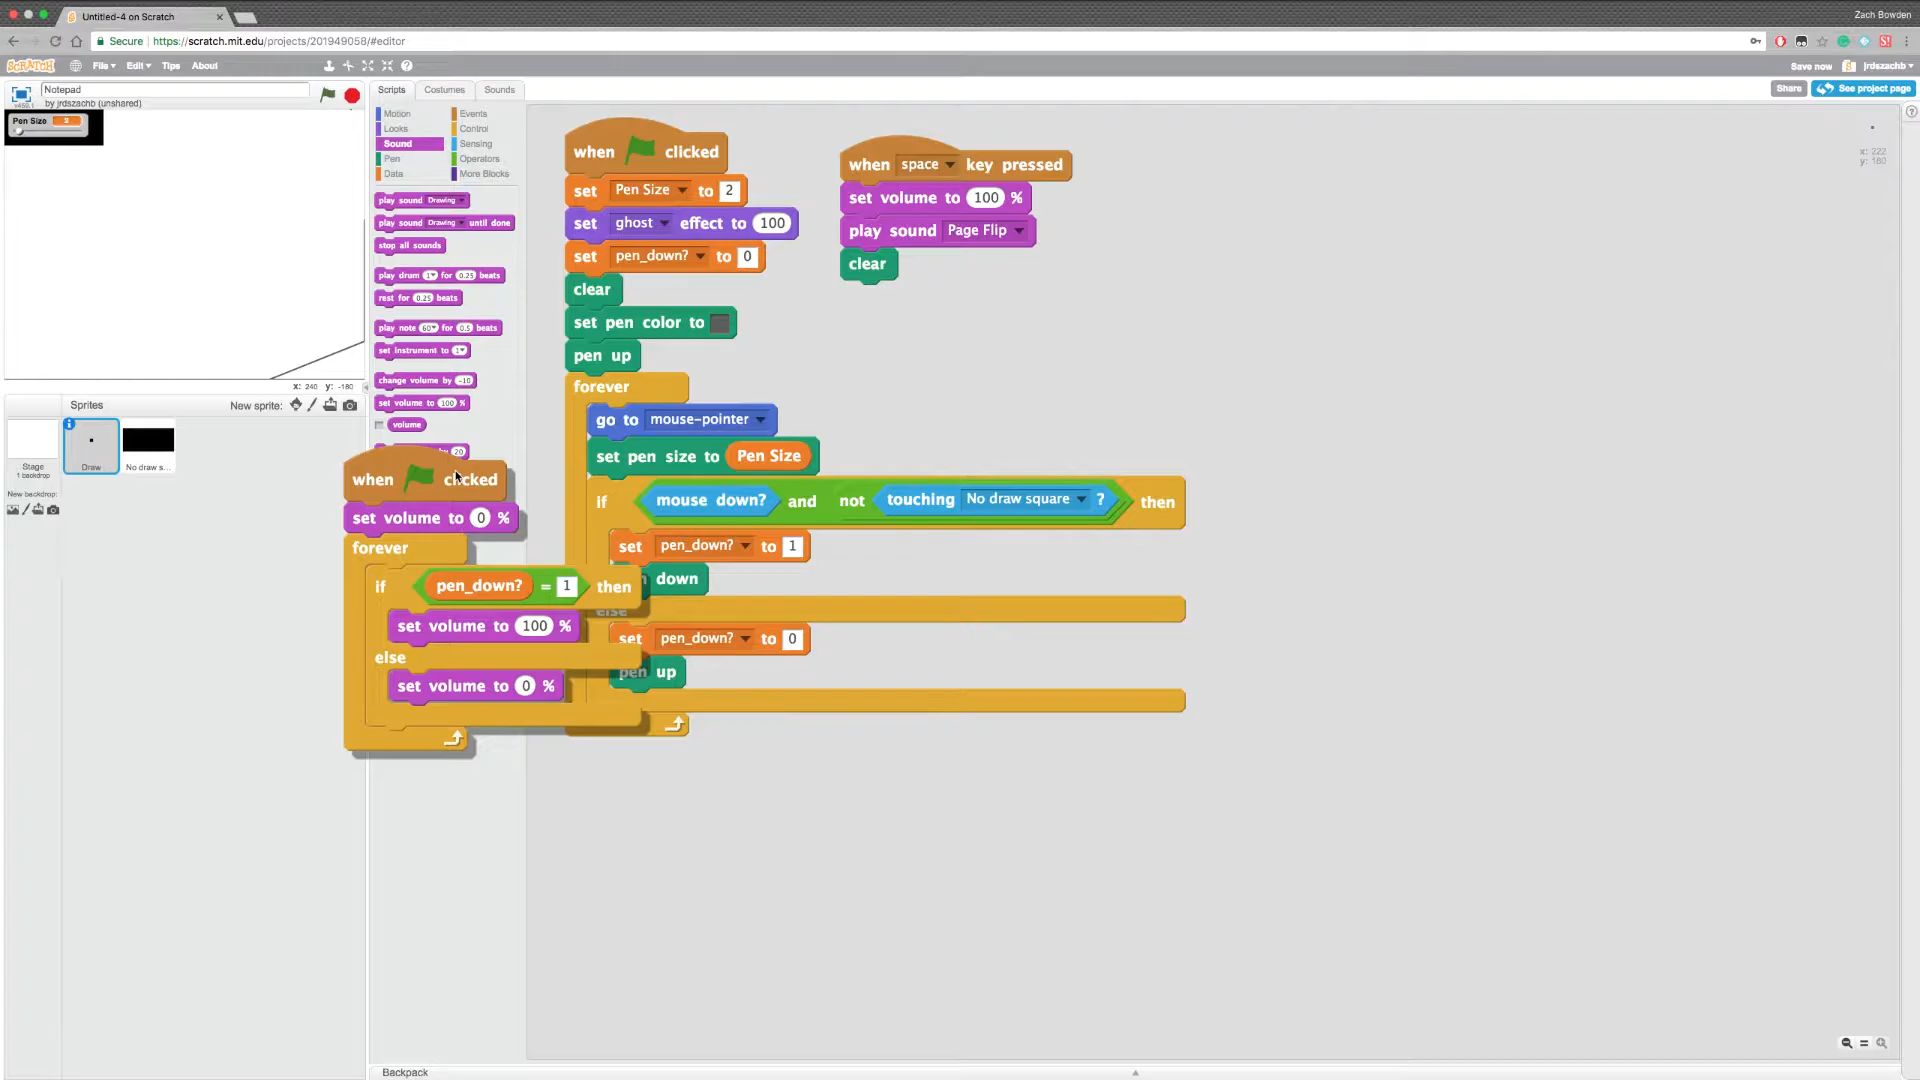 Zach Bowden
Untitled-4 on Scratch
Secure https://scratch.mit.edu/projects/201949058/#editor
SCRATCH File Edit Tips About
Save now jrdszachb
Notepad
by jrdszachb (unshared)
v459.1
Scripts Costumes Sounds
Share See project page
Pen Size 2
Motion Events
Looks Control
Sound Sensing
Pen Operators
Data More Blocks
play sound Drawing
play sound Drawing until done
stop all sounds
play drum 1 for 0.25 beats
rest for 0.25 beats
play note 60 for 0.5 beats
set instrument to 1
change volume by -10
set volume to 100 %
volume
20
x: 240 y: -180
Sprites New sprite:
Stage
1 backdrop
New backdrop:
Draw
No draw s...
when clicked
set volume to 0 %
forever
if pen_down? = 1 then
set volume to 100 %
else
set volume to 0 %
when clicked
set Pen Size to 2
set ghost effect to 100
set pen_down? to 0
clear
set pen color to
pen up
forever
go to mouse-pointer
set pen size to Pen Size
if mouse down? and not touching No draw square ? then
set pen_down? to 1
down
else
set pen_down? to 0
pen up
when space key pressed
set volume to 100 %
play sound Page Flip
clear
x: 222
y: 180
Backpack